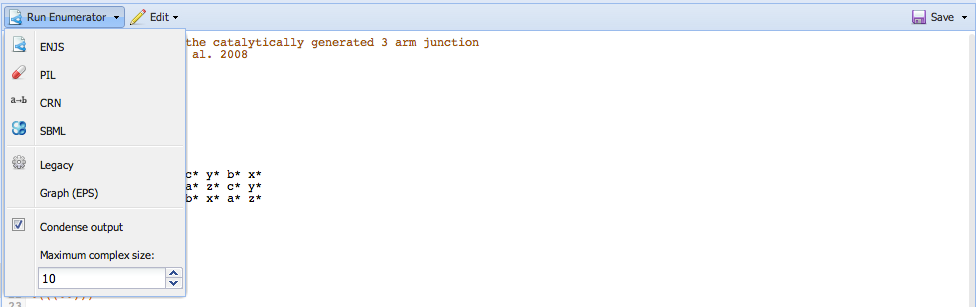 Run Enumerator Edit Save
the catalytically generated 3 arm junction
ENJS al. 2008
PIL
a→b CRN
SBML
Legacy c* y* b* x*
a* z* c* y*
Graph (EPS) b* x* a* z*
Condense output
Maximum complex size:
10
23